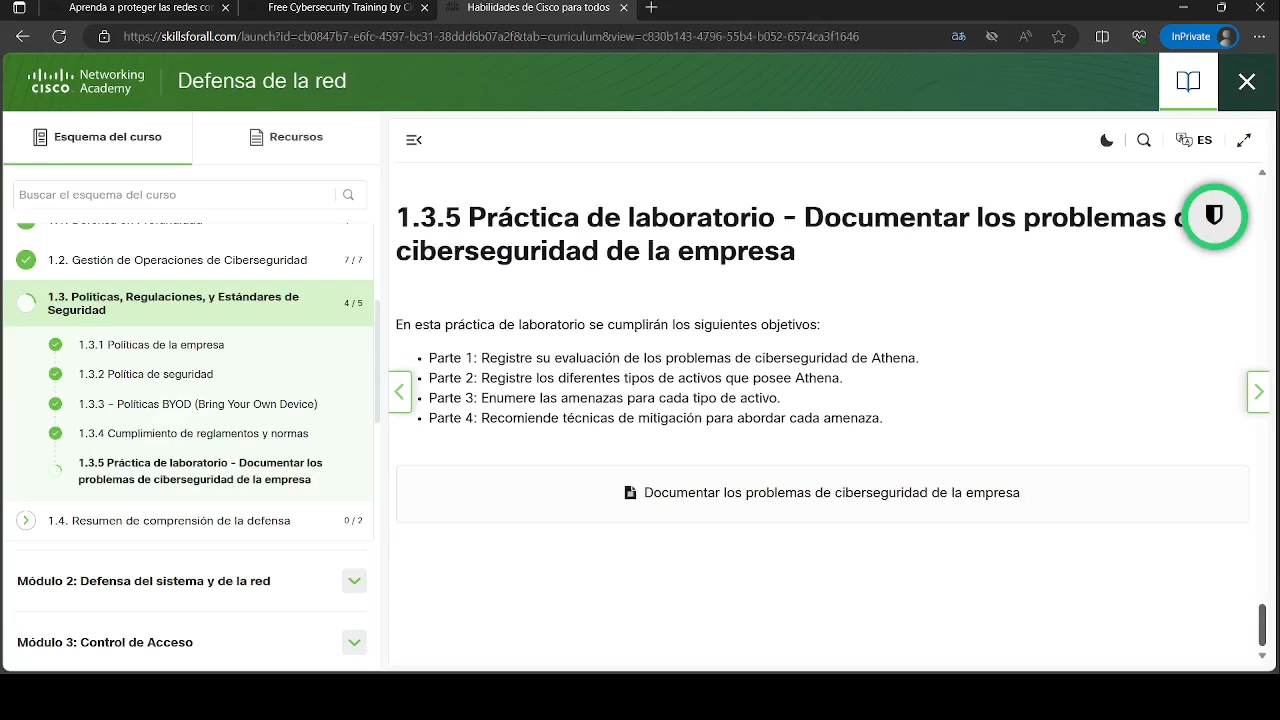 Aprenda a proteger las redes cor
Free Cybersecurity Training by Ci
Habilidades de Cisco para todos
https://skillsforall.com/launch?id=cb0847b7-e6fc-4597-bc31-38ddd6b07a2f&tab=curriculum&view=c830b143-4796-55b4-b052-6574ca3f1646
InPrivate
CISCO Networking Academy
Defensa de la red
Esquema del curso
Recursos
ES
Buscar el esquema del curso
1.2. Gestión de Operaciones de Ciberseguridad 7 / 7
1.3. Políticas, Regulaciones, y Estándares de
Seguridad 4 / 5
1.3.1 Políticas de la empresa
1.3.2 Política de seguridad
1.3.3 - Políticas BYOD (Bring Your Own Device)
1.3.4 Cumplimiento de reglamentos y normas
1.3.5 Práctica de laboratorio - Documentar los
problemas de ciberseguridad de la empresa
1.4. Resumen de comprensión de la defensa 0 / 2
Módulo 2: Defensa del sistema y de la red
Módulo 3: Control de Acceso
1.3.5 Práctica de laboratorio - Documentar los problemas
ciberseguridad de la empresa
En esta práctica de laboratorio se cumplirán los siguientes objetivos:
• Parte 1: Registre su evaluación de los problemas de ciberseguridad de Athena.
• Parte 2: Registre los diferentes tipos de activos que posee Athena.
• Parte 3: Enumere las amenazas para cada tipo de activo.
• Parte 4: Recomiende técnicas de mitigación para abordar cada amenaza.
Documentar los problemas de ciberseguridad de la empresa